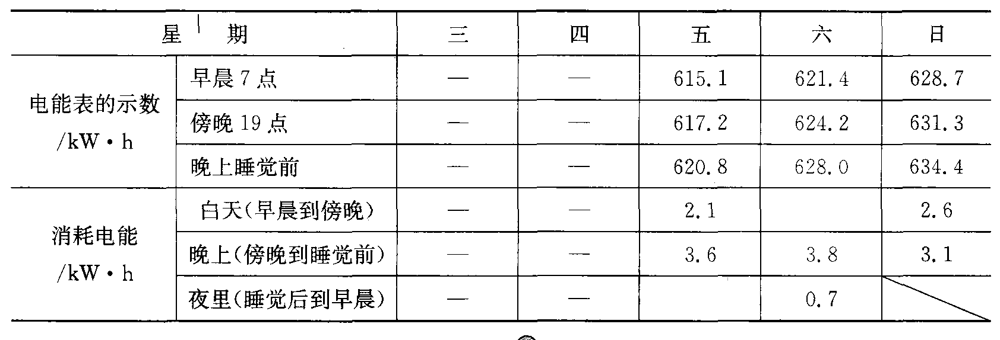 星 期 三 四 五 六 日
电能表的示数/kW·h 早晨7点 — — 615.1 621.4 628.7
傍晚19点 — — 617.2 624.2 631.3
晚上睡觉前 — — 620.8 628.0 634.4
消耗电能/kW·h 白天(早晨到傍晚) — — 2.1 2.6
晚上(傍晚到睡觉前) — — 3.6 3.8 3.1
夜里(睡觉后到早晨) — — 0.7